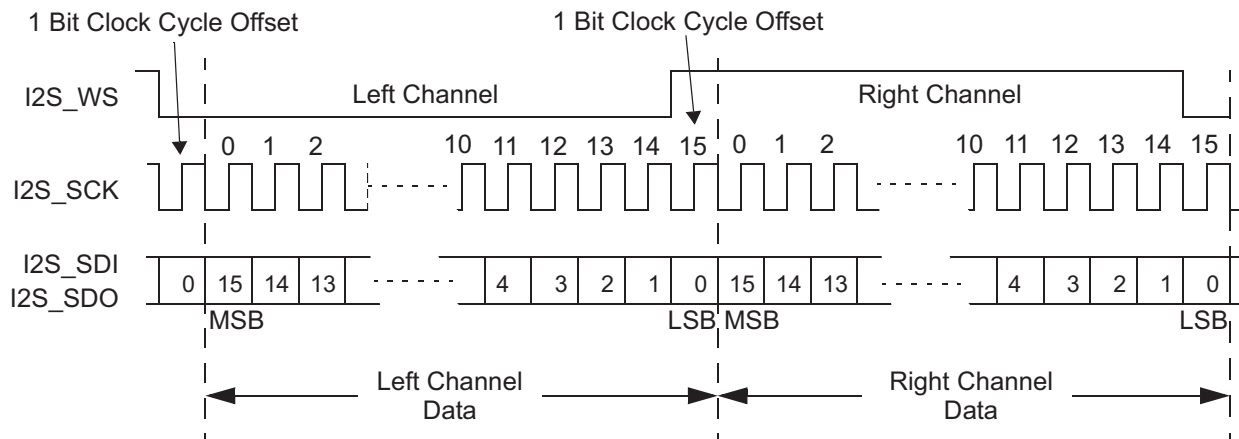 1 Bit Clock Cycle Offset 1 Bit Clock Cycle Offset
I2S_WS Left Channel Right Channel
0 1 2 10 11 12 13 14 15 0 1 2 10 11 12 13 14 15
I2S_SCK
I2S_SDI
I2S_SDO
0 15 14 13 4 3 2 1 0 15 14 13 4 3 2 1 0
MSB LSB MSB LSB
Left Channel Data Right Channel Data